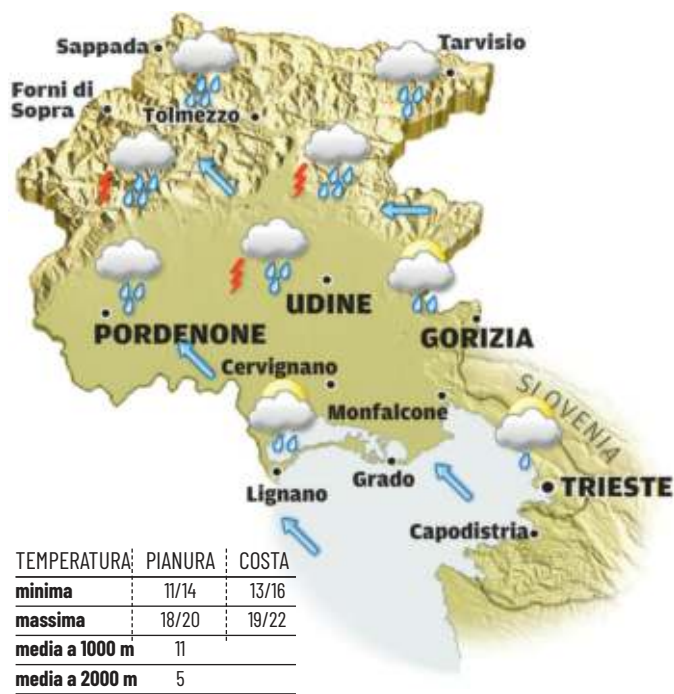 Sappada
Tarvisio
Forni di
Sopra
Tolmezzo
UDINE
PORDENONE
GORIZIA
Cervignano
SLOVENIA
Monfalcone
Grado
Lignano
TRIESTE
Capodistria
TEMPERATURA PIANURA COSTA
minima 11/14 13/16
massima 18/20 19/22
media a 1000 m 11
media a 2000 m 5